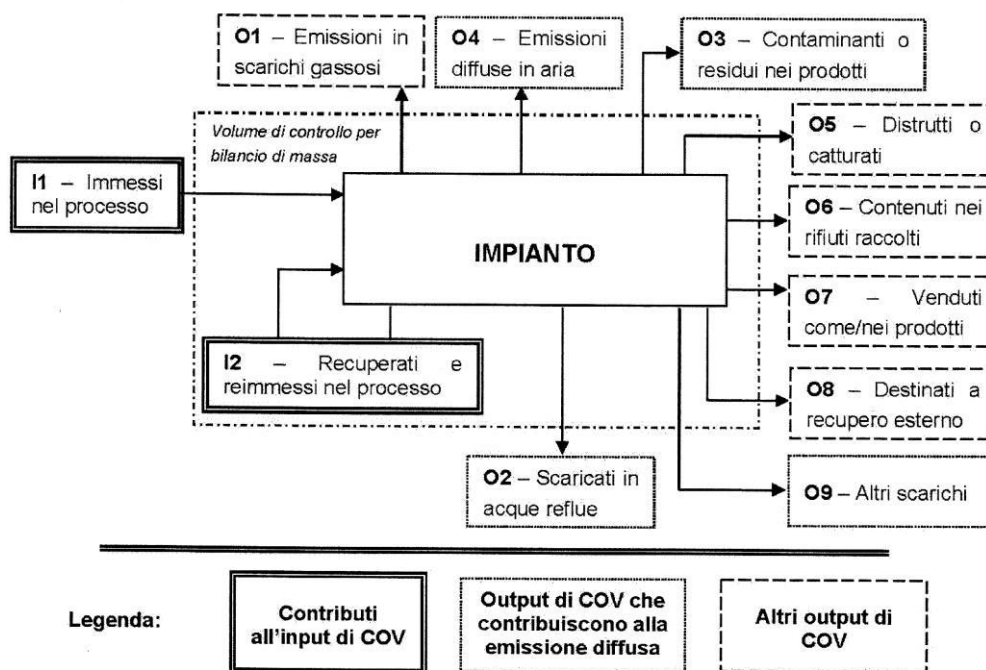 O1 – Emissioni in
scarichi gassosi
O4 – Emissioni
diffuse in aria
O3 – Contaminanti o
residui nei prodotti
Volume di controllo per
bilancio di massa
O5 – Distrutti o
catturati
I1 – Immessi
nel processo
O6 – Contenuti nei
rifiuti raccolti
IMPIANTO
O7 – Venduti
come/nei prodotti
I2 – Recuperati e
reimmessi nel processo
O8 – Destinati a
recupero esterno
O2 – Scaricati in
acque reflue
O9 – Altri scarichi
Legenda:
Contributi
all'input di COV
Output di COV che
contribuiscono alla
emissione diffusa
Altri output di
COV